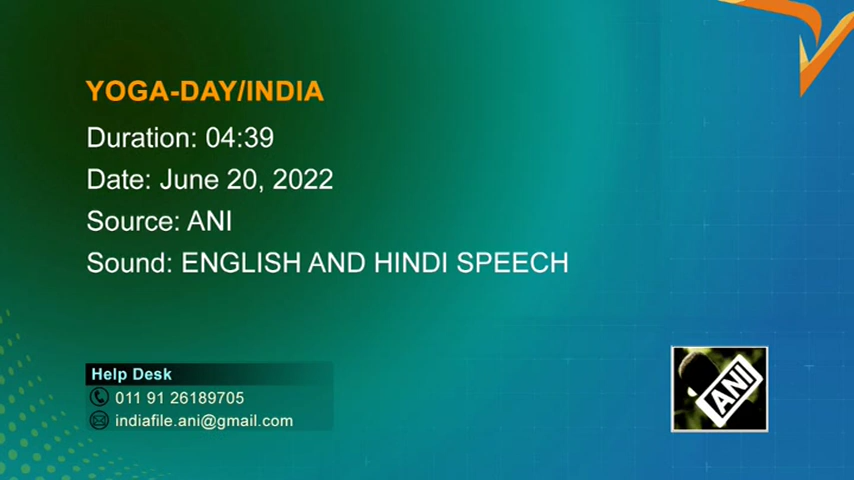 YOGA-DAY/INDIA
Duration: 04:39
Date: June 20, 2022
Source: ANI
Sound: ENGLISH AND HINDI SPEECH
Help Desk
011 91 26189705
indiafile.ani@gmail.com
ANI